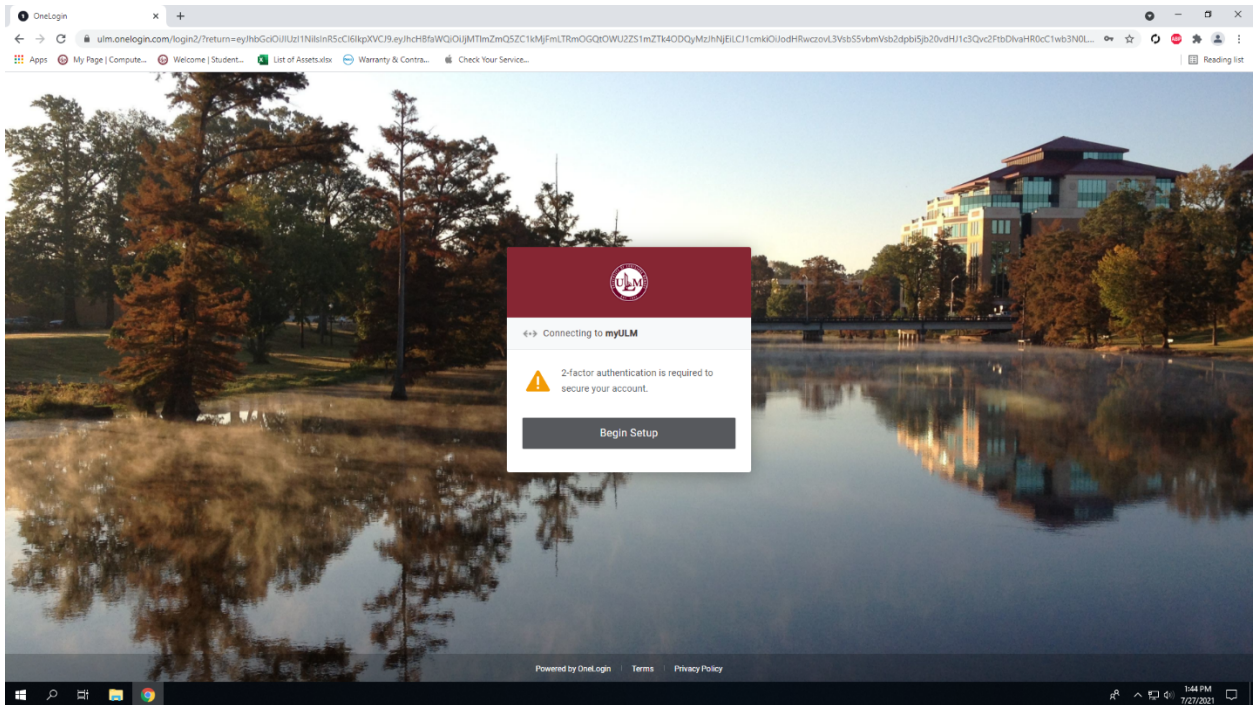 OneLogin
ulm.onelogin.com/login2/?return=
Apps My Page | Compute... Welcome | Student... List of Assets.xlsx Warranty & Contra... Check Your Service... Reading list
ULM
Connecting to myULM
2-factor authentication is required to
secure your account.
Begin Setup
Powered by OneLogin Terms Privacy Policy
1:44 PM
7/27/2021